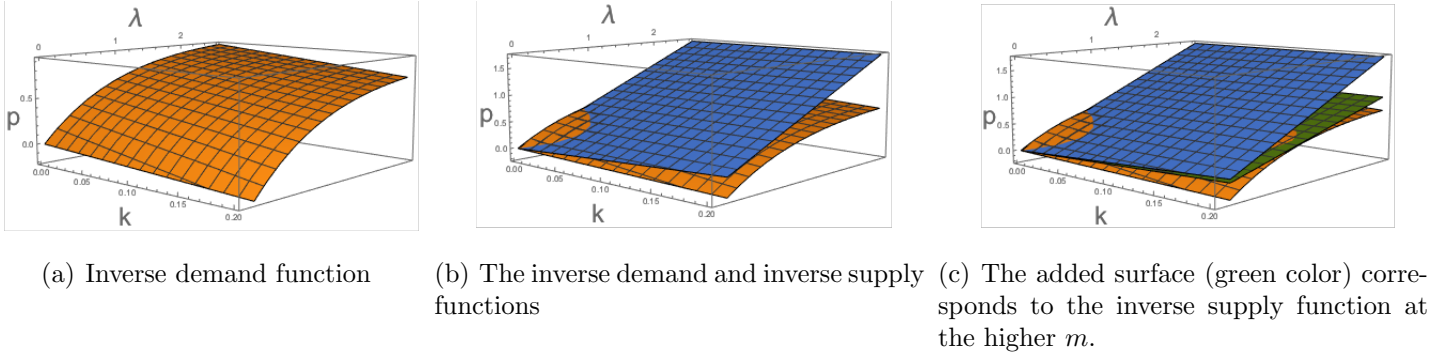 λ
0 1 2
0.5
p
0.0
0.00 0.05 0.10 0.15 0.20
k
λ
0 1 2
1.5
1.0
p 0.5
0.0
0.00 0.05 0.10 0.15 0.20
k
λ
0 1 2
1.5
1.0
p 0.5
0.0
0.00 0.05 0.10 0.15 0.20
k
(a) Inverse demand function
(b) The inverse demand and inverse supply
functions
(c) The added surface (green color) corre-
sponds to the inverse supply function at
the higher m.